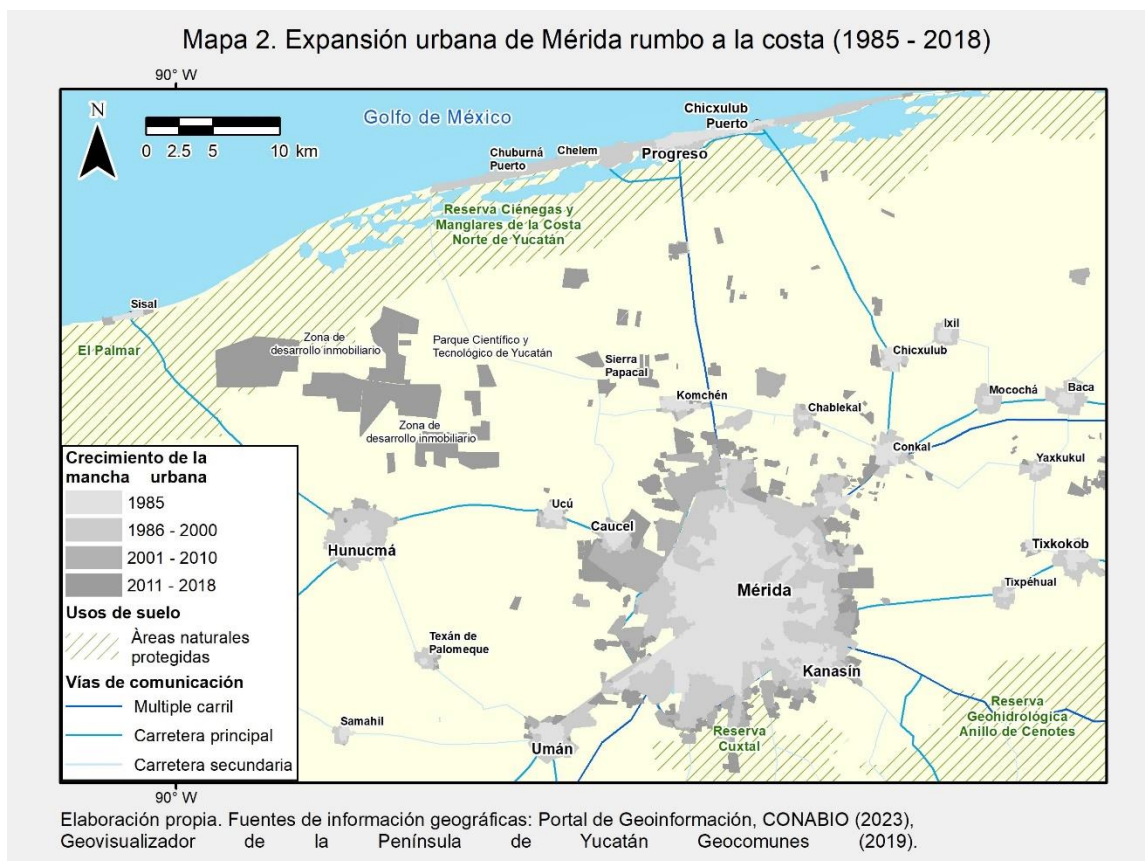 Mapa 2. Expansión urbana de Mérida rumbo a la costa (1985 - 2018)
90° W
N
0 2.5 5 10 km
Golfo de México
Chicxulub
Puerto
Progreso
Chelem
Chuburná
Puerto
Reserva Ciénegas y
Manglares de la Costa
Norte de Yucatán
Sisal
El Palmar
Zona de
desarrollo inmobiliario
Parque Científico y
Tecnológico de Yucatán
Sierra
Papacal
Ixil
Chicxulub
Komchén
Chablekal
Mocochá
Baca
Zona de
desarrollo inmobiliario
Conkal
Yaxkukul
Ucú
Caucel
Hunucmá
Tixkokob
Mérida
Tixpéhual
Texán de
Palomeque
Kanasín
Samahil
Umán
Reserva
Cuxtal
Reserva
Geohidrológica
Anillo de Cenotes
Crecimiento de la
mancha urbana
1985
1986 - 2000
2001 - 2010
2011 - 2018
Usos de suelo
Àreas naturales
protegidas
Vías de comunicación
Multiple carril
Carretera principal
Carretera secundaria
90° W
Elaboración propia. Fuentes de información geográficas: Portal de Geoinformación, CONABIO (2023),
Geovisualizador de la Península de Yucatán Geocomunes (2019).